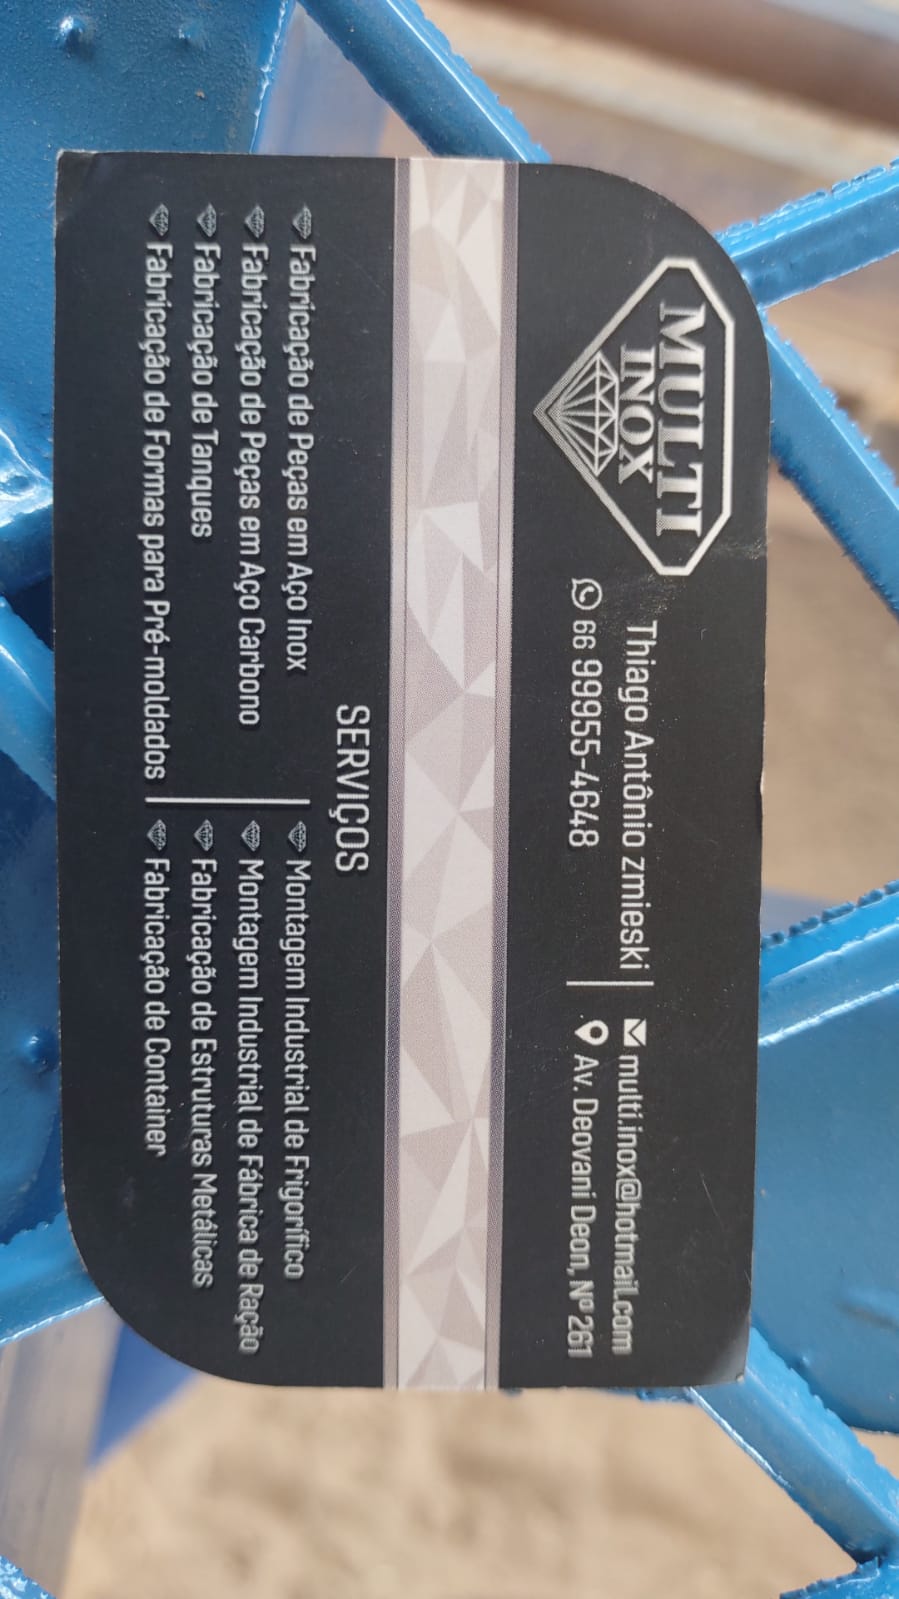 MULTI
INOX
Thiago Antônio zmieski
66 99955-4648
multi.inox@hotmail.com
Av. Deovani Deon, Nº 261
SERVIÇOS
Fabricação de Peças em Aço Inox
Fabricação de Peças em Aço Carbono
Fabricação de Tanques
Fabricação de Formas para Pré-moldados
Montagem Industrial de Frigorífico
Montagem Industrial de Fábrica de Ração
Fabricação de Estruturas Metálicas
Fabricação de Container